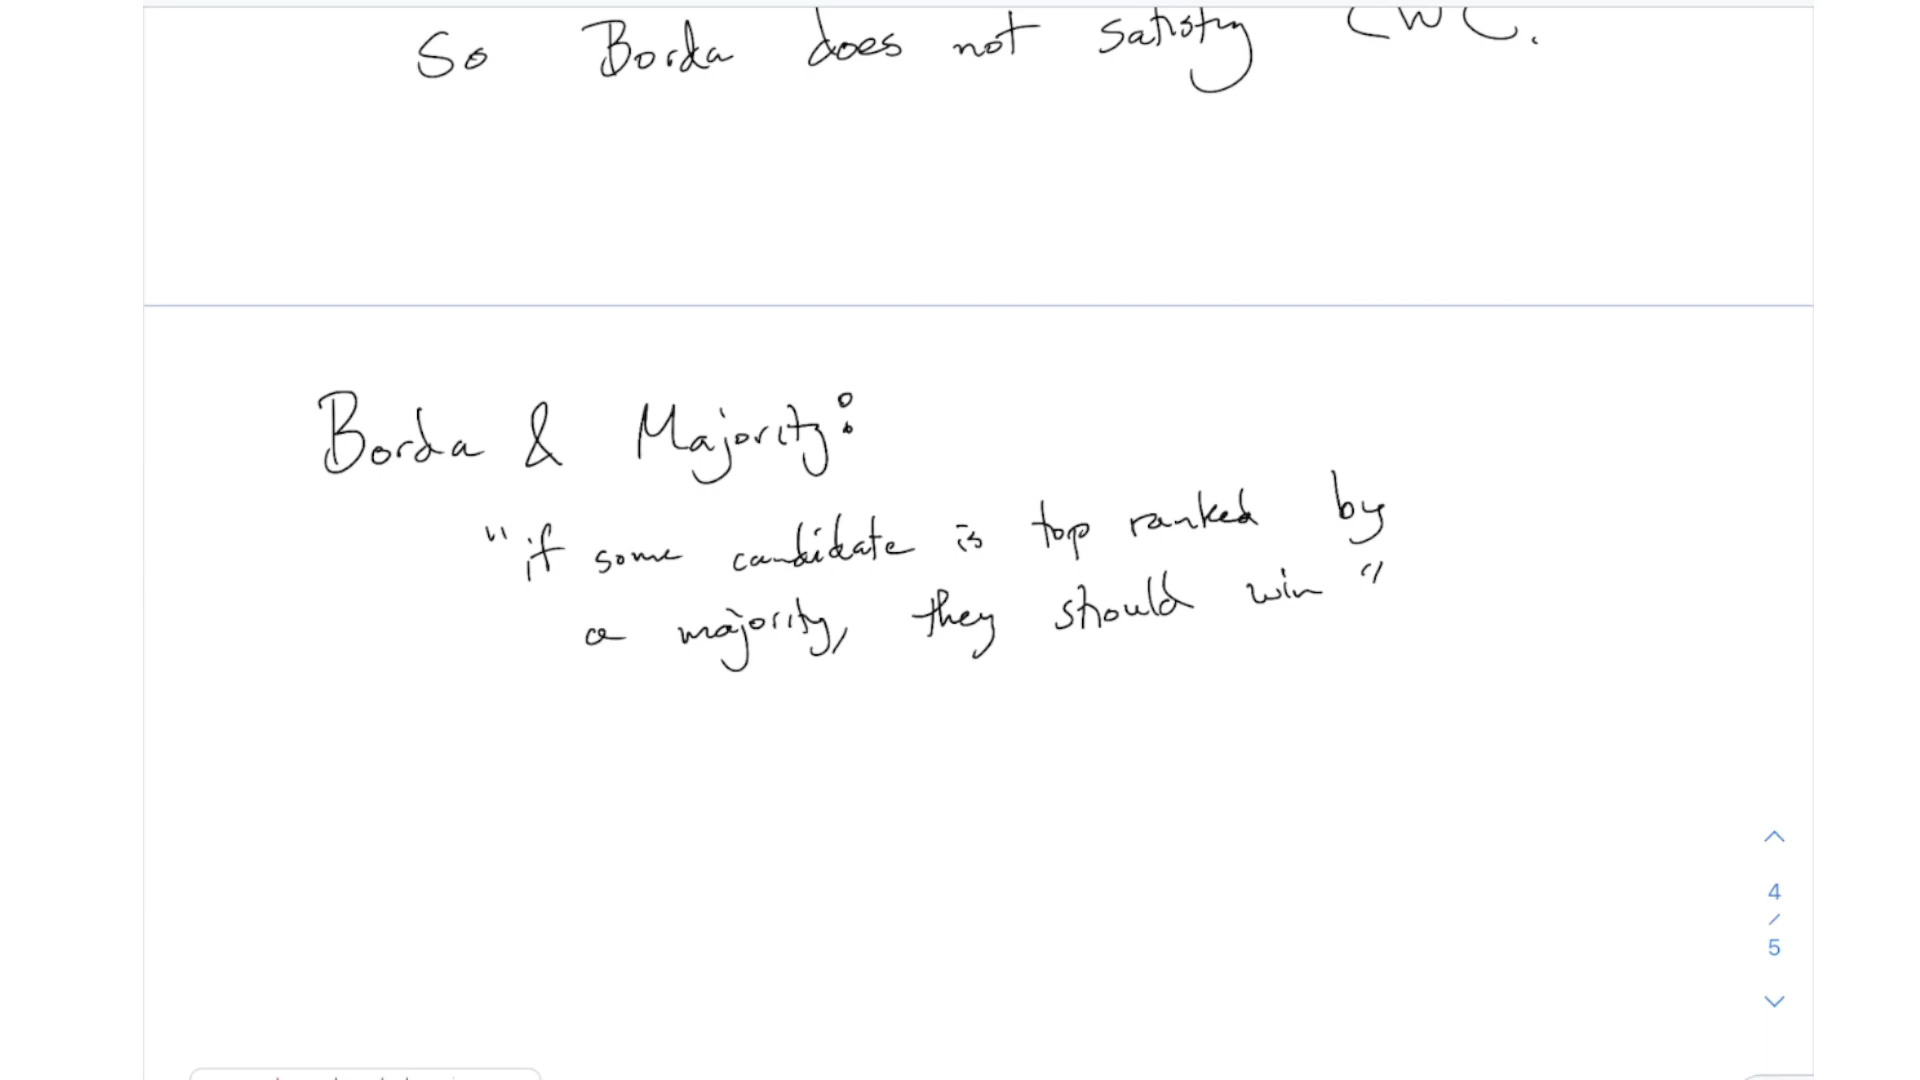 So Borda does not satisfy CWC.
Borda & Majority:
"if some candidate is top ranked by
a majority, they should win"
4
/
5